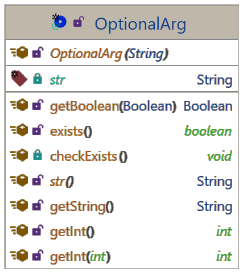 OptionalArg
OptionalArg(String)
str String
getBoolean(Boolean) Boolean
exists() boolean
checkExists() void
str() String
getString() String
getInt() int
getInt(int) int